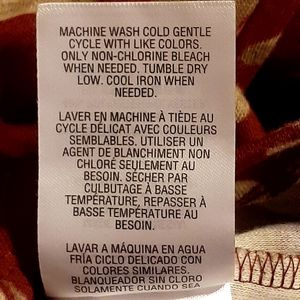 MACHINE WASH COLD GENTLE
CYCLE WITH LIKE COLORS.
ONLY NON-CHLORINE BLEACH
WHEN NEEDED. TUMBLE DRY
LOW. COOL IRON WHEN
NEEDED.
LAVER EN MACHINE À TIÈDE AU
CYCLE DÉLICAT AVEC COULEURS
SEMBLABLES. UTILISER UN
AGENT DE BLANCHIMENT NON
CHLORÉ SEULEMENT AU
BESOIN. SÉCHER PAR
CULBUTAGE À BASSE
TEMPÉRATURE, REPASSER À
BASSE TEMPÉRATURE AU
BESOIN.
LAVAR A MÁQUINA EN AGUA
FRÍA CICLO DELICADO CON
COLORES SIMILARES.
BLANQUEADOR SIN CLORO
SOLAMENTE CUANDO SEA